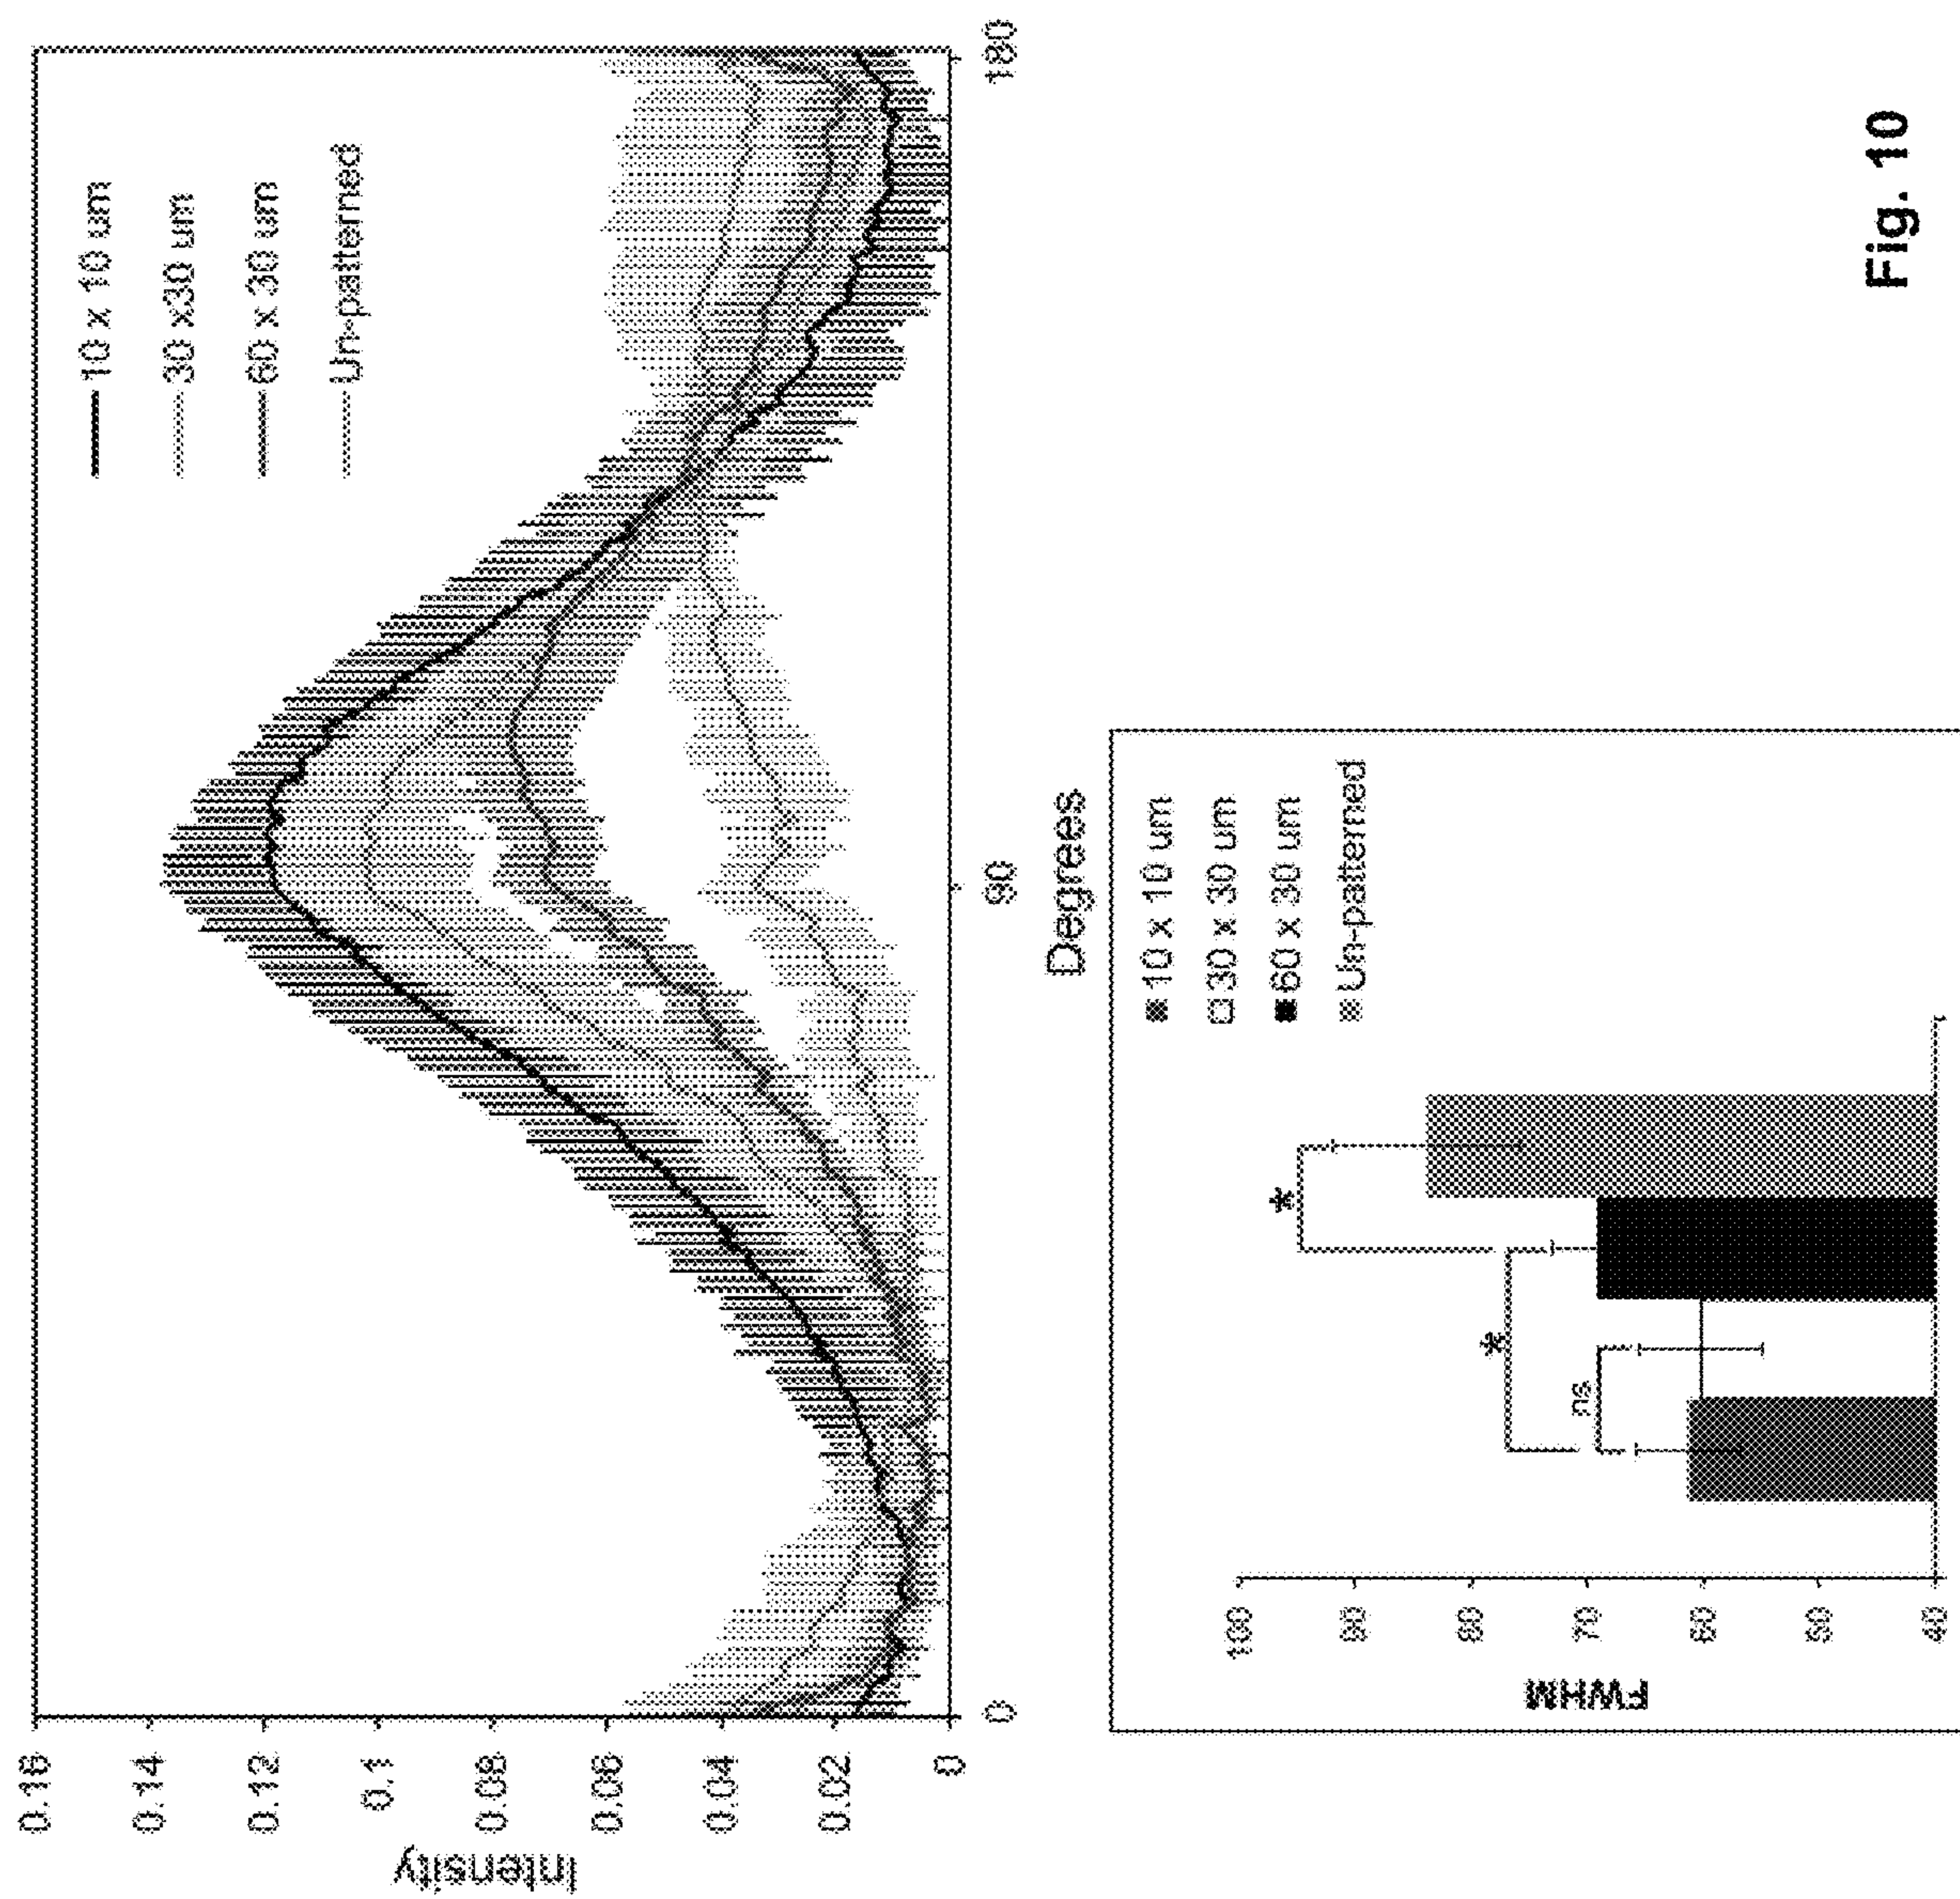 Intensity
0.16
0.14
0.12
0.1
0.08
0.06
0.04
0.02
0
10 x 10 um
30 x30 um
60 x 30 um
Un-patterned
0
90
180
Degrees
FWHM
100
90
80
70
60
50
40
ns
*
*
10 x 10 um
30 x 30 um
60 x 30 um
Un-patterned
Fig. 10